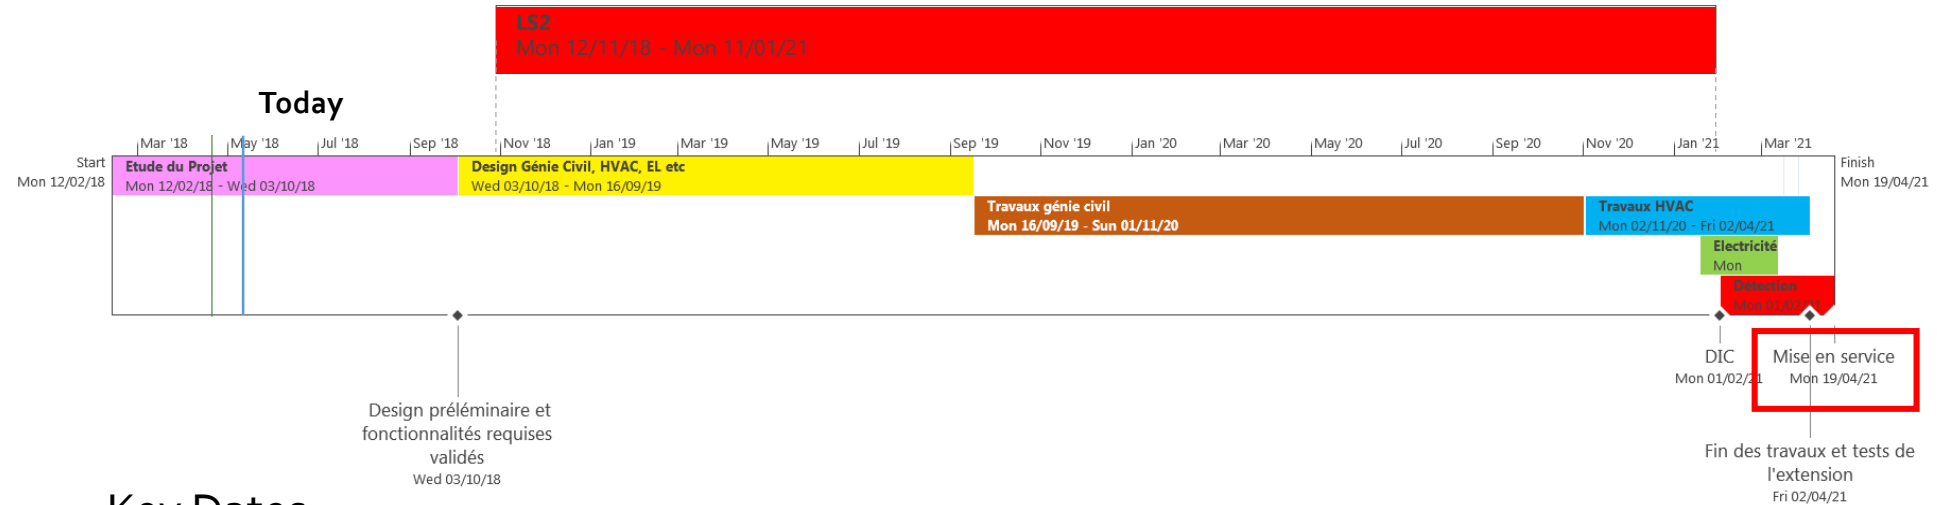 LS2
Mon 12/11/18 - Mon 11/01/21
Today
Mar '18 May '18 Jul '18 Sep '18 Nov '18 Jan '19 Mar '19 May '19 Jul '19 Sep '19 Nov '19 Jan '20 Mar '20 May '20 Jul '20 Sep '20 Nov '20 Jan '21 Mar '21
Start
Mon 12/02/18
Etude du Projet
Mon 12/02/18 - Wed 03/10/18
Design Génie Civil, HVAC, EL etc
Wed 03/10/18 - Mon 16/09/19
Finish
Mon 19/04/21
Travaux génie civil
Mon 16/09/19 - Sun 01/11/20
Travaux HVAC
Mon 02/11/20 - Fri 02/04/21
Electricité
Mon
Détection
Mon 01/02/21
DIC
Mon 01/02/21
Mise en service
Mon 19/04/21
Design préléminaire et
fonctionnalités requises
validés
Wed 03/10/18
Fin des travaux et tests de
l'extension
Fri 02/04/21
Key Dates